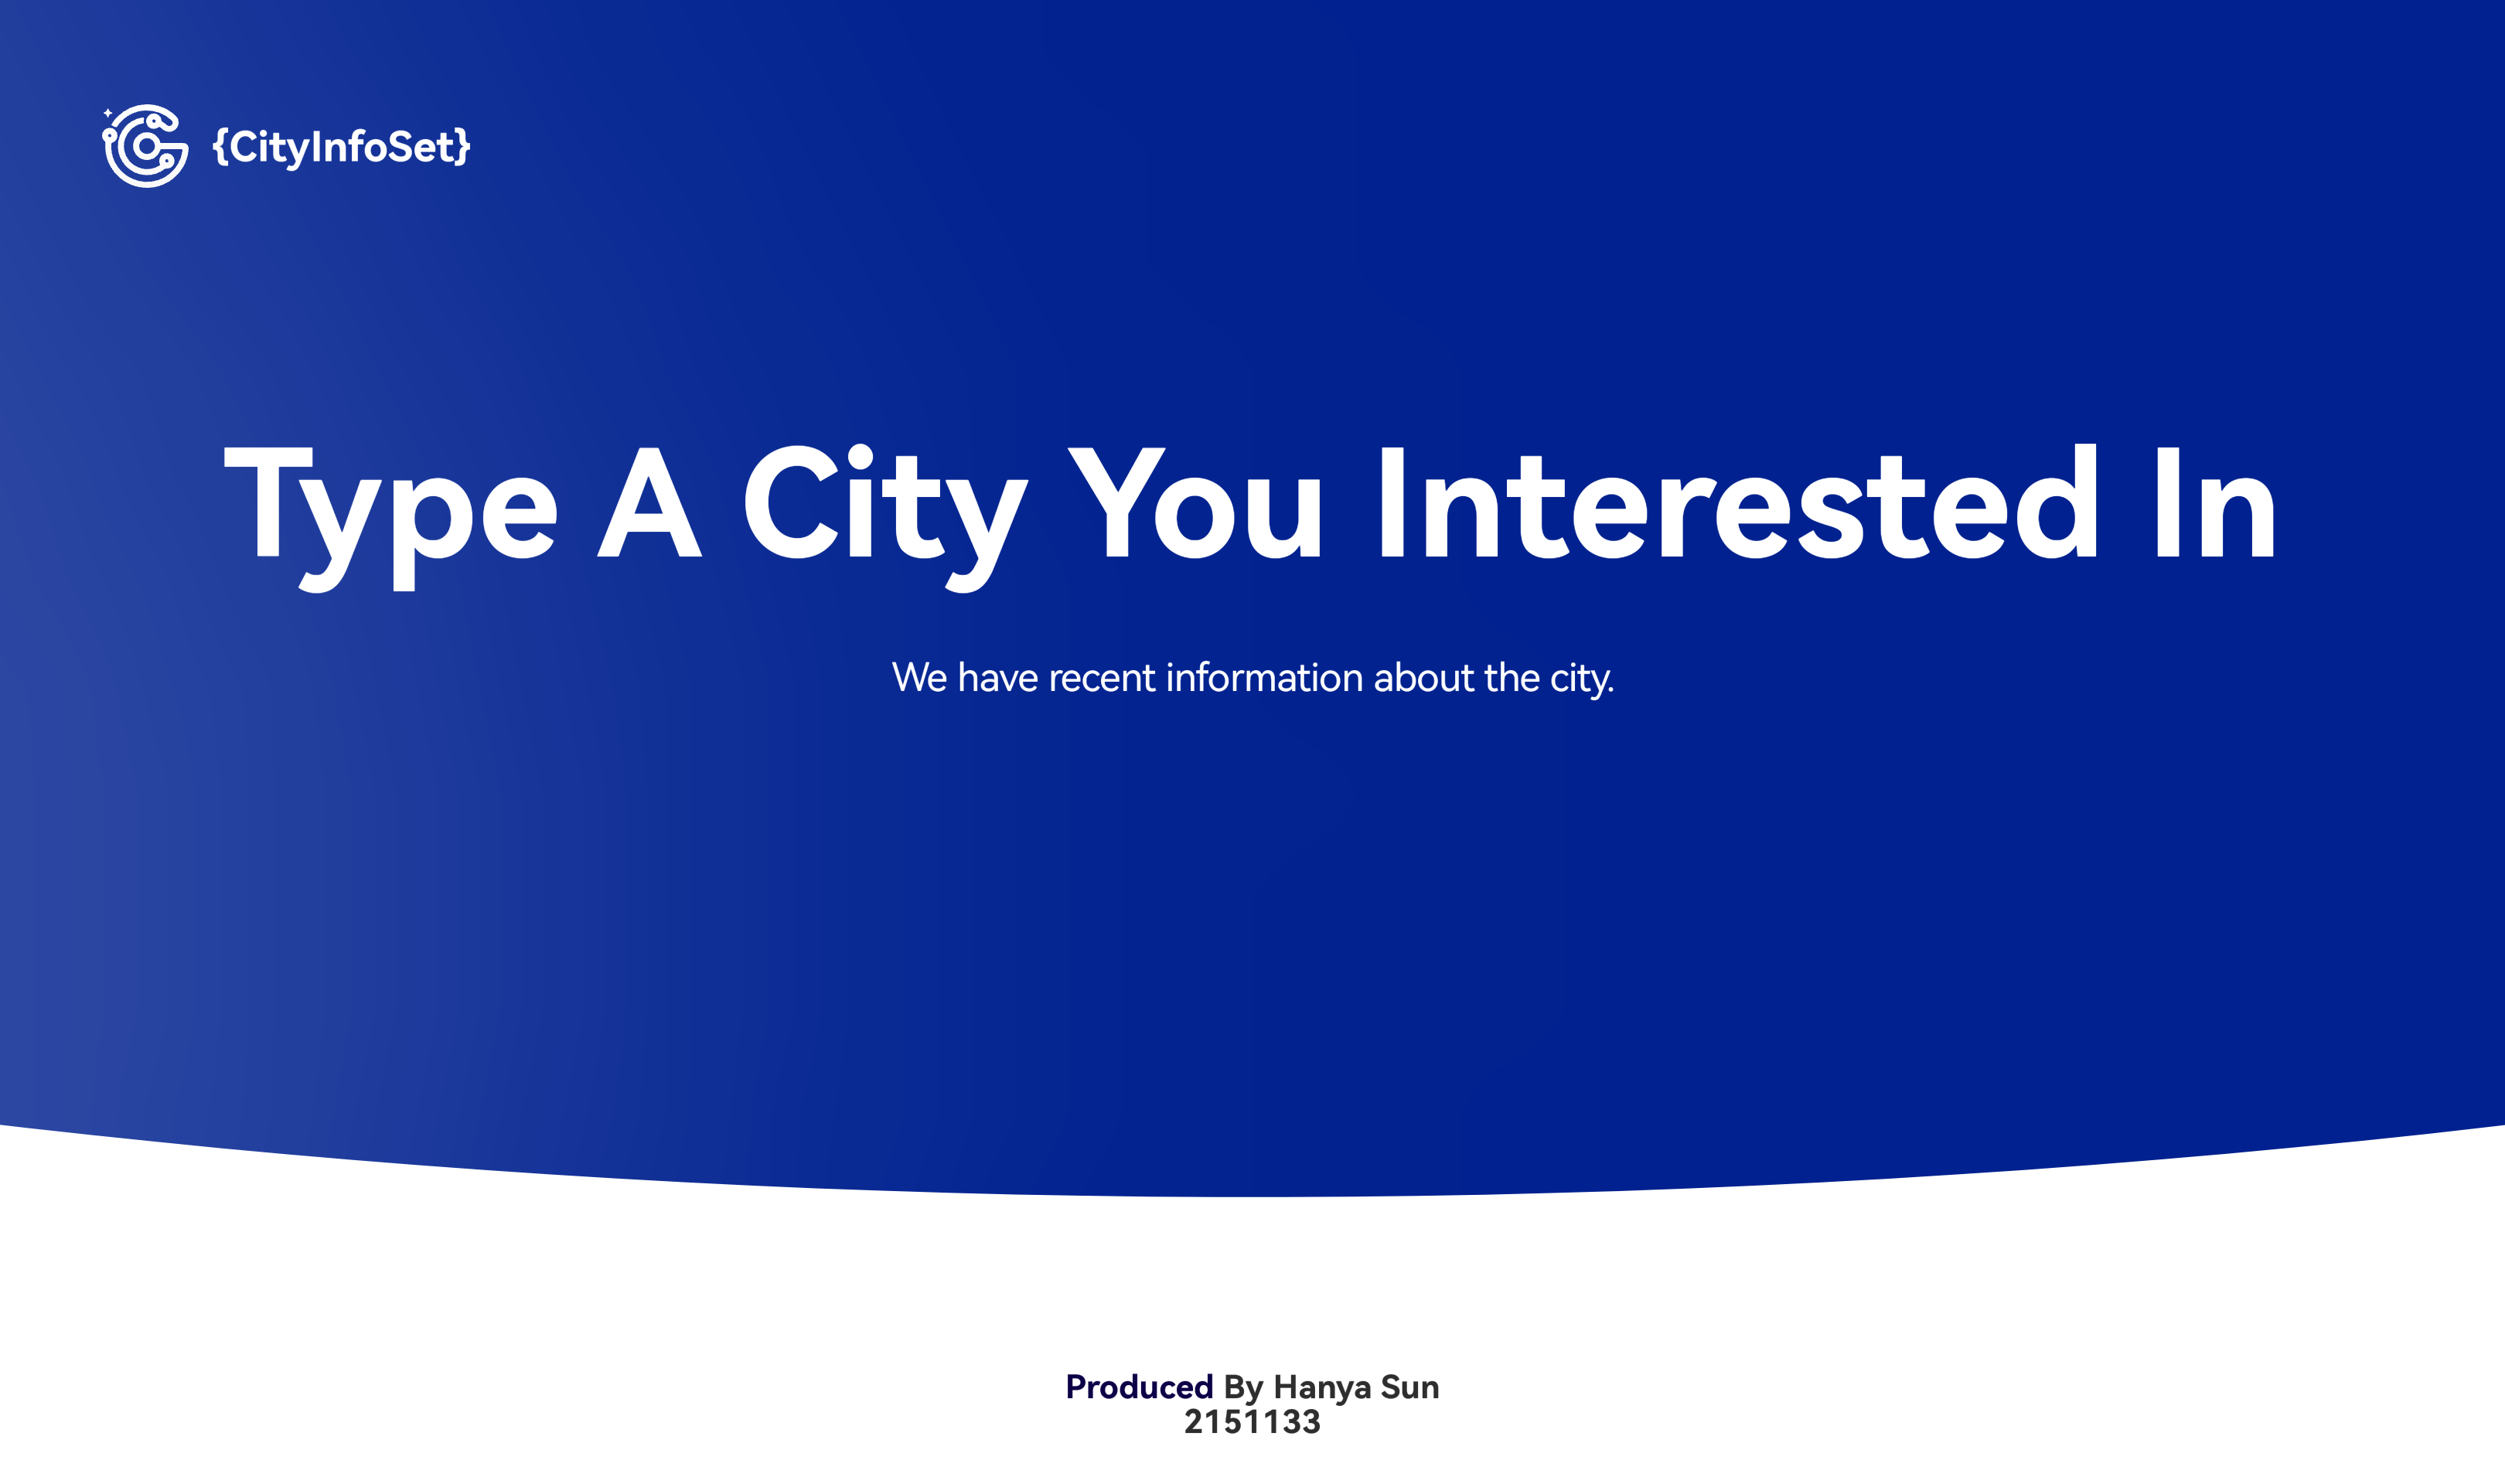 {CityInfoSet}
Type A City You Interested In
We have recent information about the city.
Produced By Hanya Sun
2151133